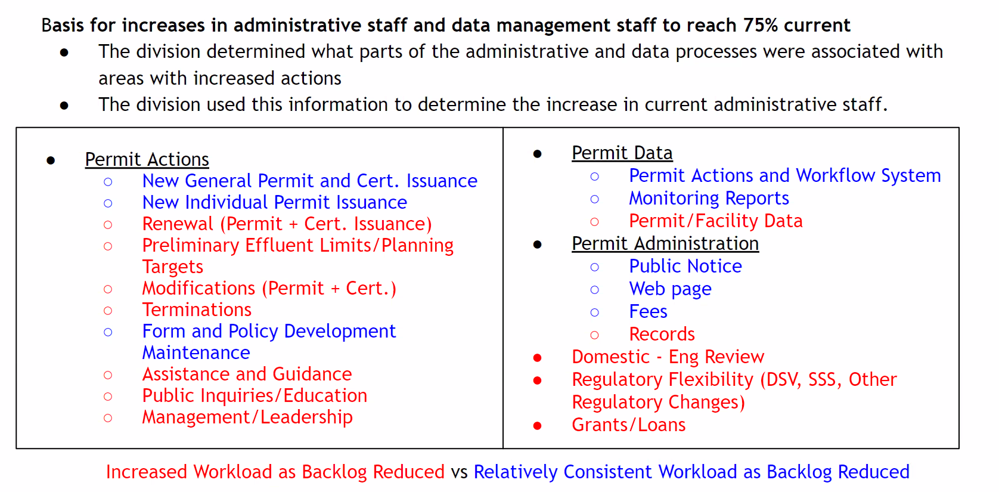 Basis for increases in administrative staff and data management staff to reach 75% current
● The division determined what parts of the administrative and data processes were associated with
areas with increased actions
● The division used this information to determine the increase in current administrative staff.
● Permit Actions
○ New General Permit and Cert. Issuance
○ New Individual Permit Issuance
○ Renewal (Permit + Cert. Issuance)
○ Preliminary Effluent Limits/Planning
Targets
○ Modifications (Permit + Cert.)
○ Terminations
○ Form and Policy Development
Maintenance
○ Assistance and Guidance
○ Public Inquiries/Education
○ Management/Leadership
● Permit Data
○ Permit Actions and Workflow System
○ Monitoring Reports
○ Permit/Facility Data
● Permit Administration
○ Public Notice
○ Web page
○ Fees
○ Records
● Domestic - Eng Review
● Regulatory Flexibility (DSV, SSS, Other
Regulatory Changes)
● Grants/Loans
Increased Workload as Backlog Reduced vs Relatively Consistent Workload as Backlog Reduced